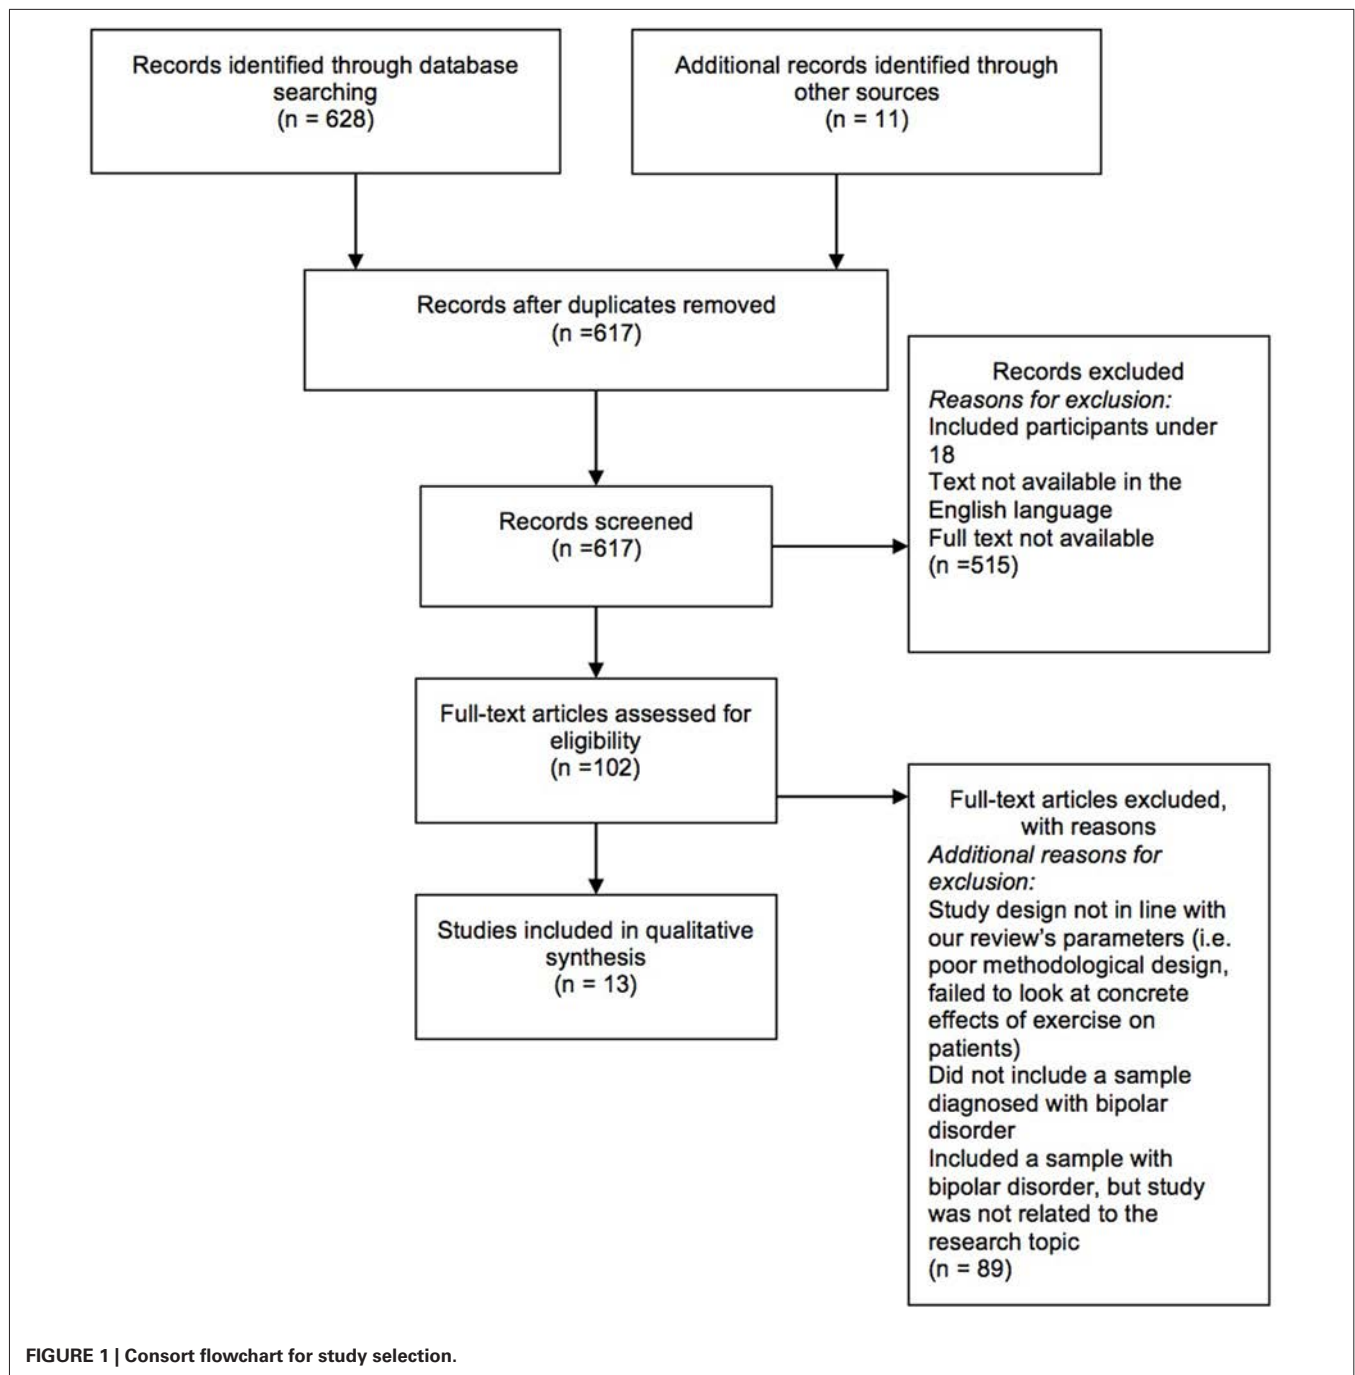 Records identified through database
searching
(n = 628)
Additional records identified through
other sources
(n = 11)
Records after duplicates removed
(n =617)
Records screened
(n =617)
Records excluded
Reasons for exclusion:
Included participants under
18
Text not available in the
English language
Full text not available
(n =515)
Full-text articles assessed for
eligibility
(n =102)
Full-text articles excluded,
with reasons
Additional reasons for
exclusion:
Study design not in line with
our review's parameters (i.e.
poor methodological design,
failed to look at concrete
effects of exercise on
patients)
Did not include a sample
diagnosed with bipolar
disorder
Included a sample with
bipolar disorder, but study
was not related to the
research topic
(n = 89)
Studies included in qualitative
synthesis
(n = 13)
FIGURE 1 | Consort flowchart for study selection.